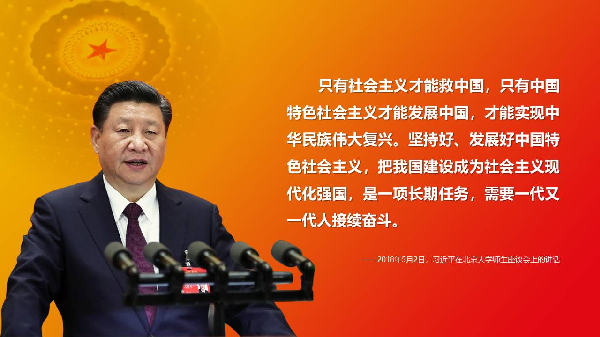 只有社会主义才能救中国，只有中国
特色社会主义才能发展中国，才能实现中
华民族伟大复兴。坚持好、发展好中国特
色社会主义，把我国建设成为社会主义现
代化强国，是一项长期任务，需要一代又
一代人接续奋斗。
2018年5月2日，习近平在北京大学师生座谈会上的讲话